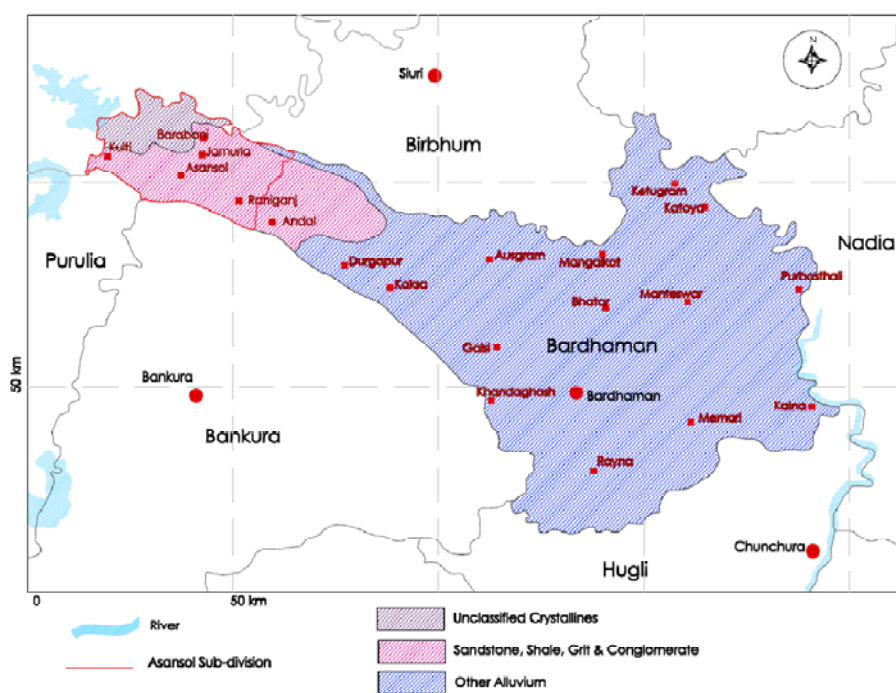 N
Siuri
Birbhum
Barabani
Kulti
Jamuria
Asansol
Raniganj
Andal
Ketugram
Katoya
Nadia
Purulia
Durgapur
Ausgram
Mangalkot
Purbasthali
Kaksa
Bhatar
Manteswar
Galsi
Bardhaman
50 km
Bankura
Khandaghosh
Bardhaman
Kalna
Memari
Bankura
Rayna
Chunchura
Hugli
0
50 km
River
Asansol Sub-division
Unclassified Crystallines
Sandstone, Shale, Grit & Conglomerate
Other Alluvium